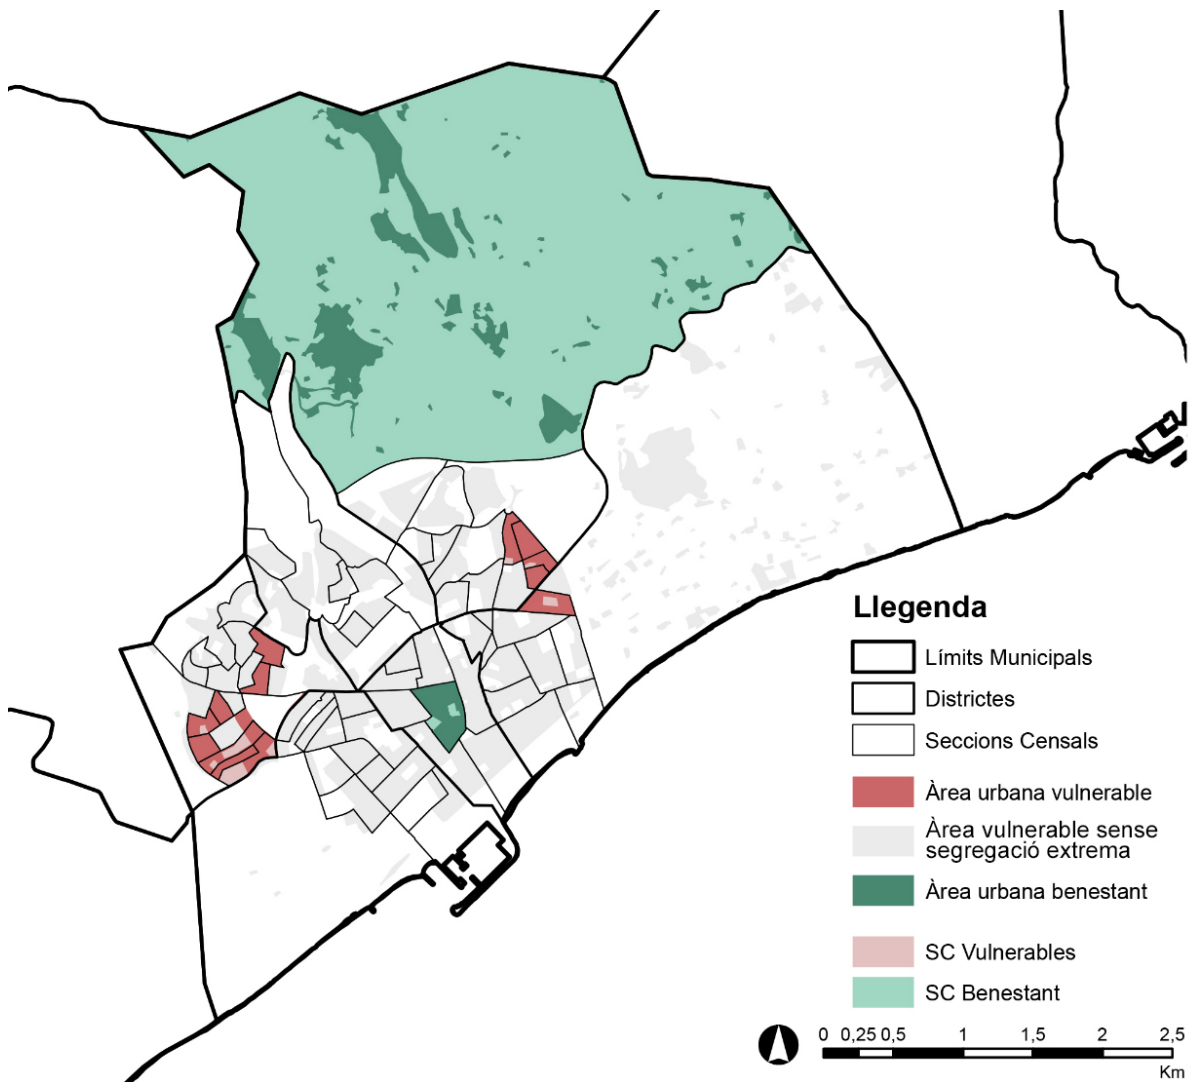 Llegenda
Límits Municipals
Districtes
Seccions Censals
Àrea urbana vulnerable
Àrea vulnerable sense
segregació extrema
Àrea urbana benestant
SC Vulnerables
SC Benestant
0 0,25 0,5 1 1,5 2 2,5
Km